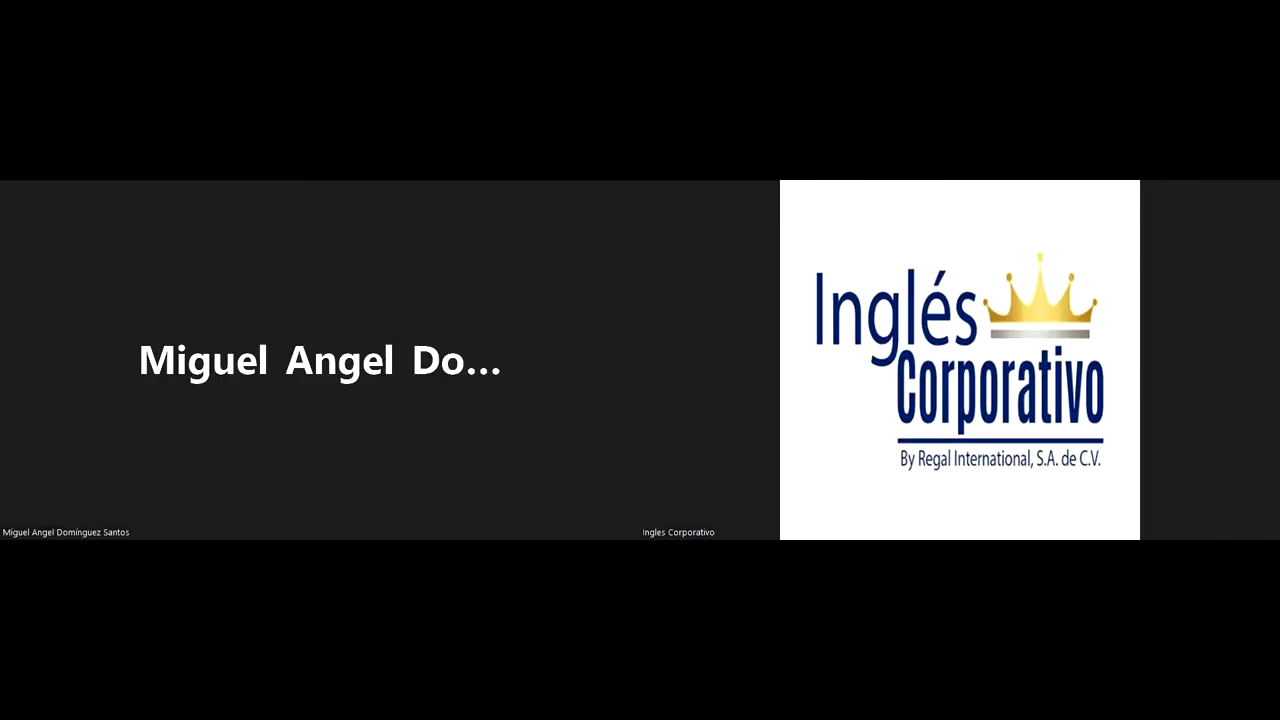 Miguel Angel Do...
Inglés
Corporativo
By Regal International, S.A. de C.V.
Miguel Angel Domínguez Santos
Ingles Corporativo